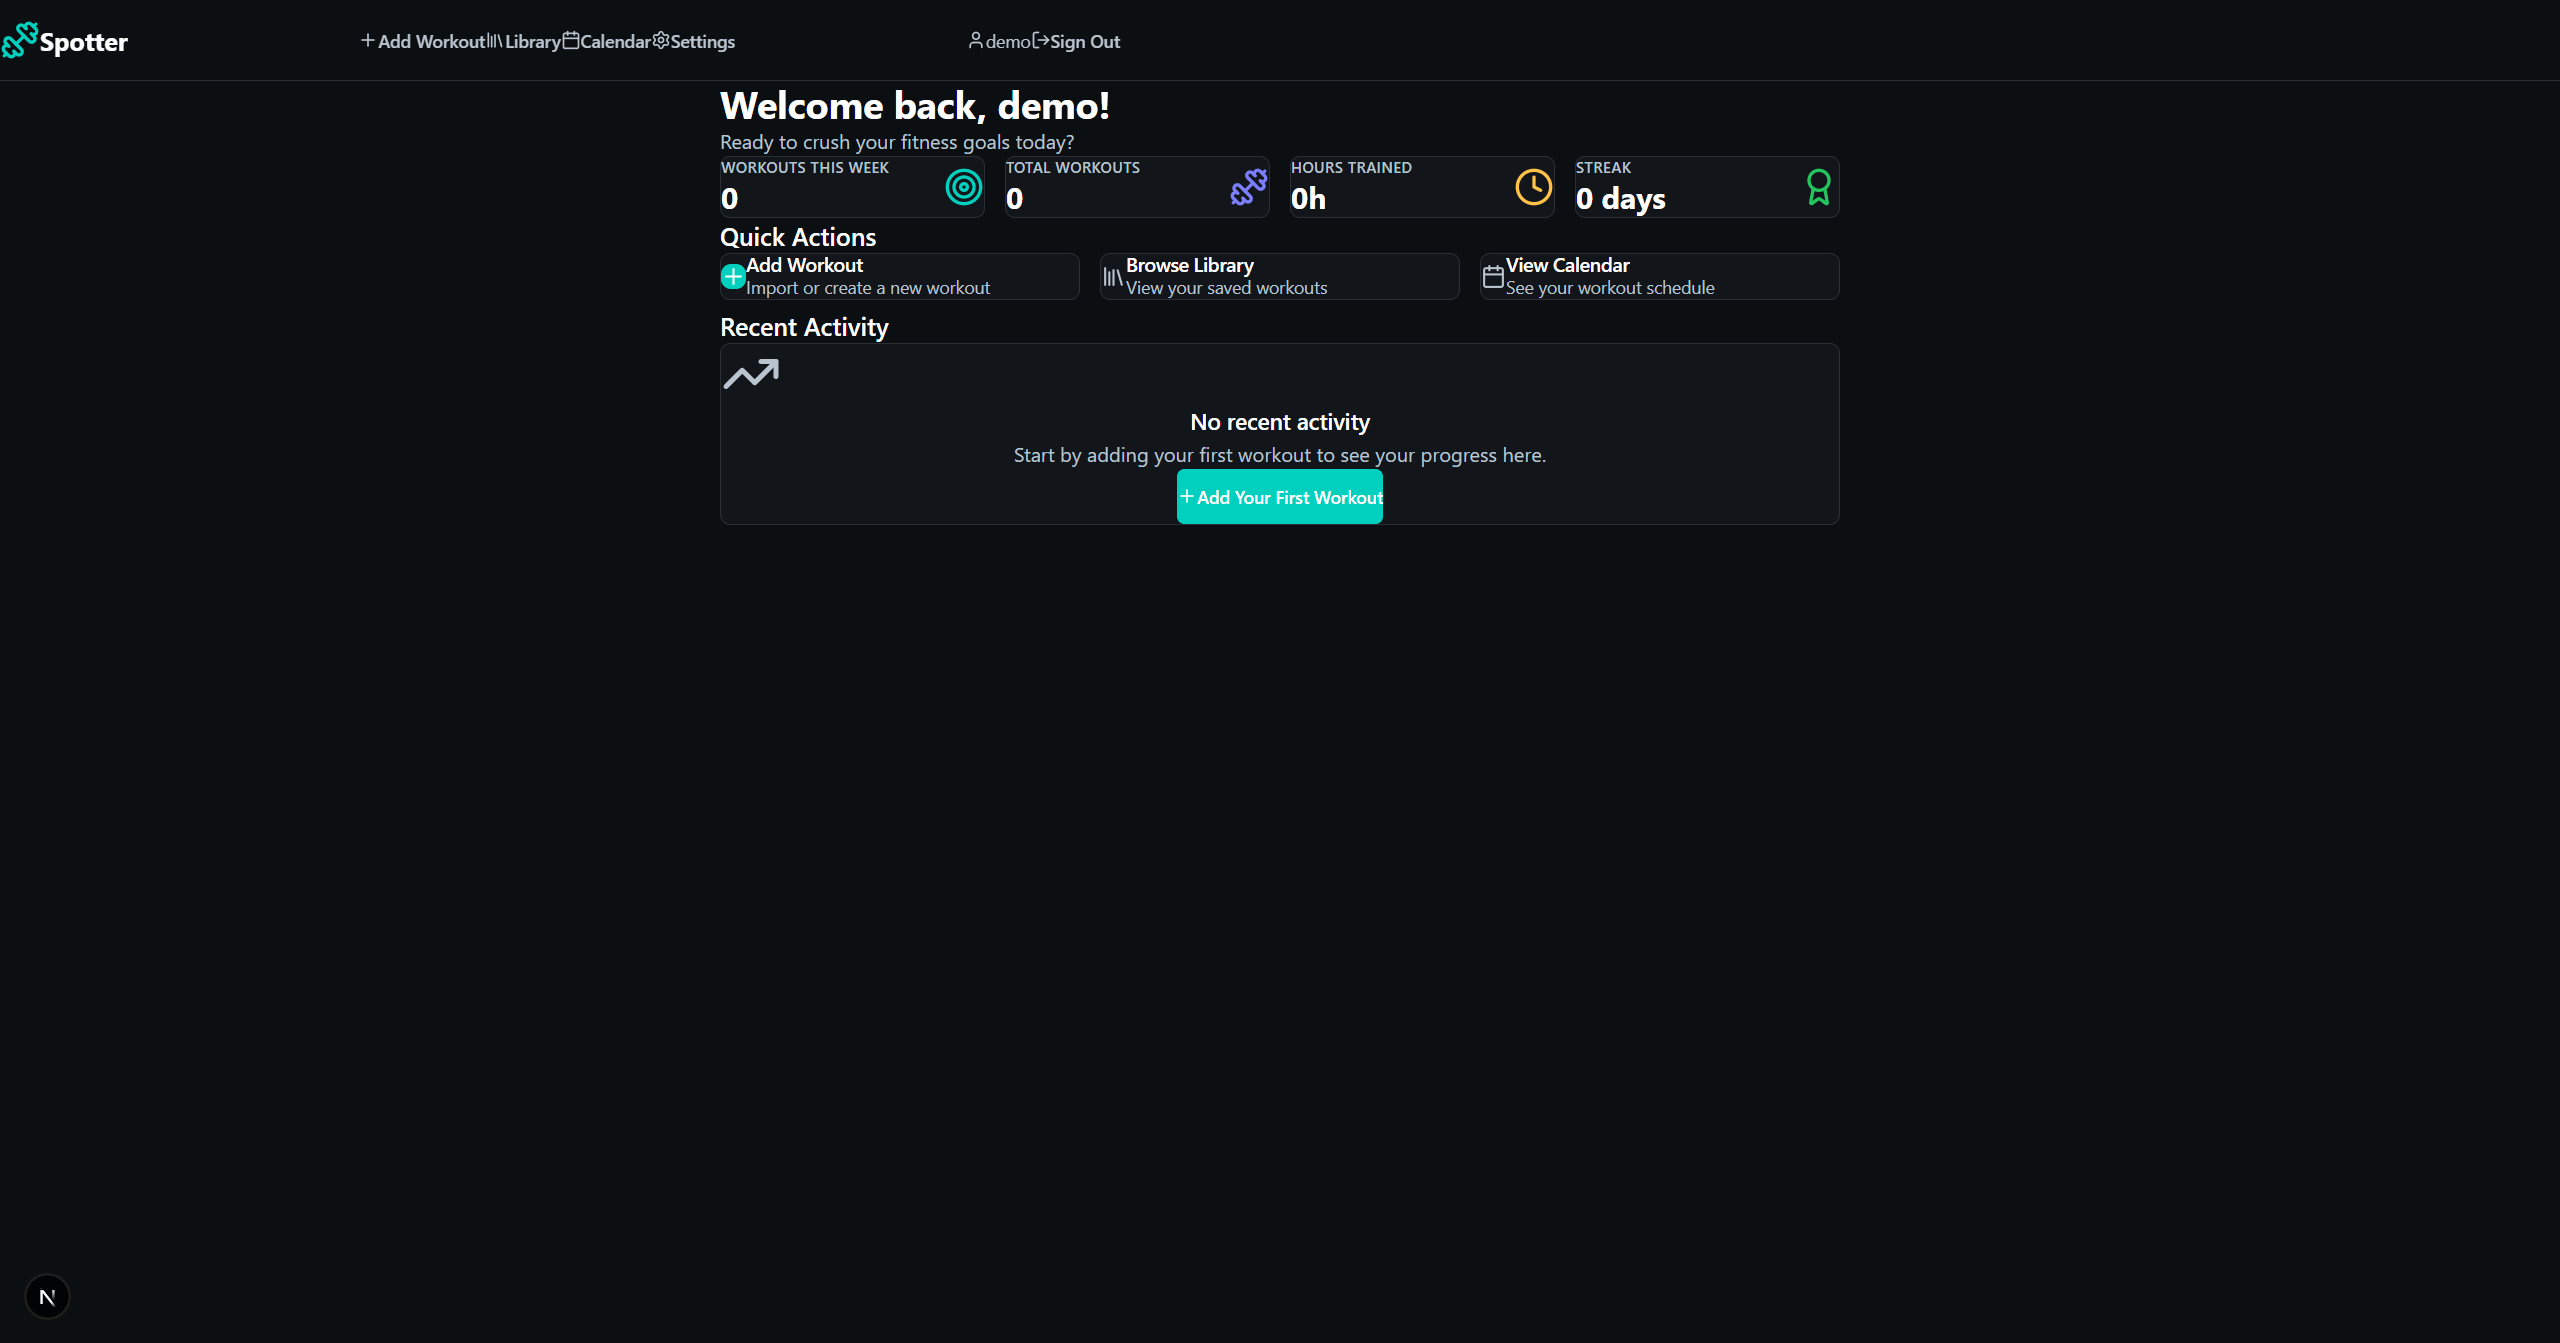 Spotter
Add Workout Library Calendar Settings
demo Sign Out
Welcome back, demo!
Ready to crush your fitness goals today?
WORKOUTS THIS WEEK
0
TOTAL WORKOUTS
0
HOURS TRAINED
0h
STREAK
0 days
Quick Actions
Add Workout
Import or create a new workout
Browse Library
View your saved workouts
View Calendar
See your workout schedule
Recent Activity
No recent activity
Start by adding your first workout to see your progress here.
Add Your First Workout
N